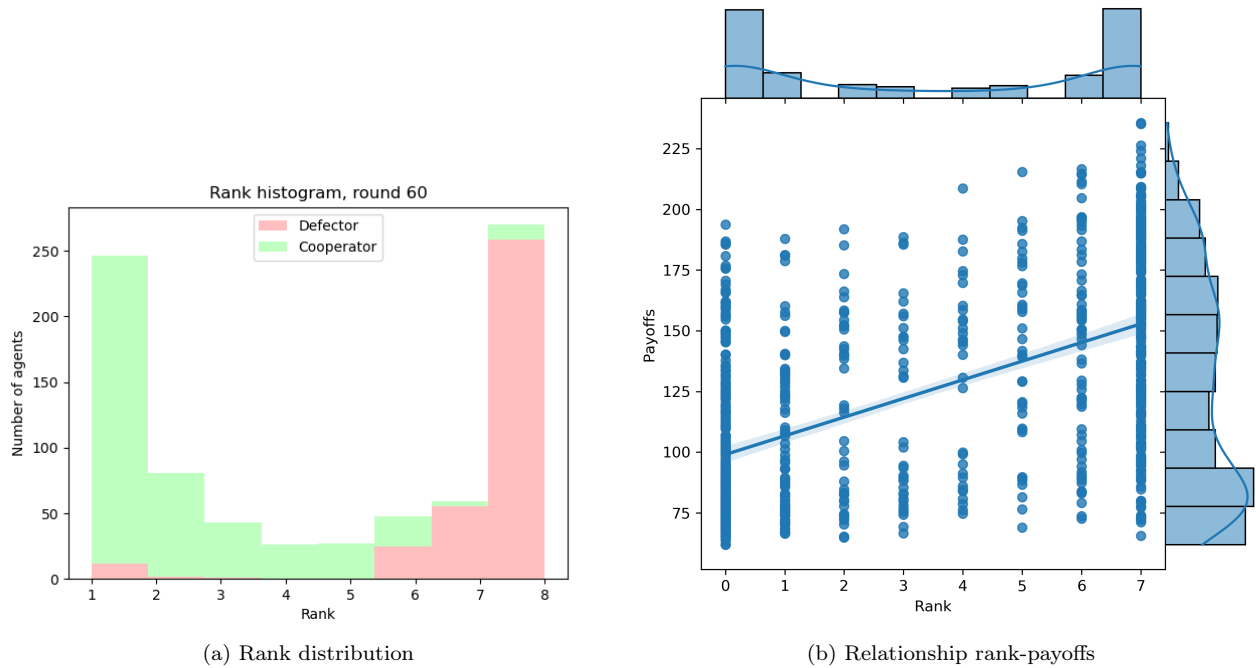 Rank histogram, round 60
Defector
Cooperator
Number of agents
250
200
150
100
50
0
1 2 3 4 5 6 7 8
Rank
(a) Rank distribution
Payoffs
225
200
175
150
125
100
75
0 1 2 3 4 5 6 7
Rank
(b) Relationship rank-payoffs